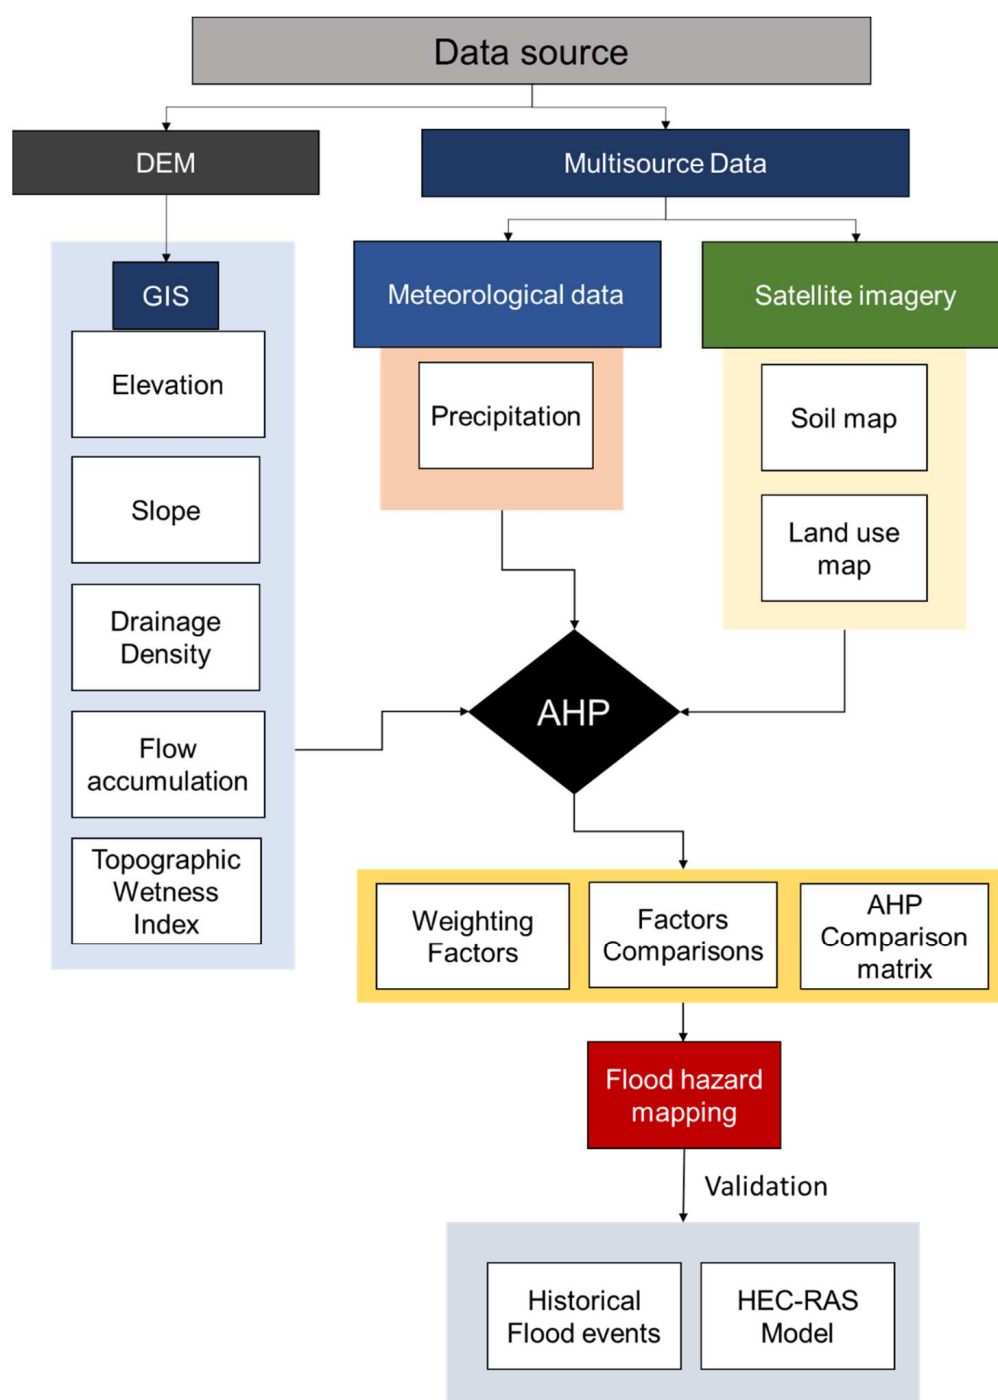 Data source
DEM
Multisource Data
GIS
Elevation
Slope
Drainage
Density
Flow
accumulation
Topographic
Wetness
Index
Meteorological data
Precipitation
Satellite imagery
Soil map
Land use
map
AHP
Weighting
Factors
Factors
Comparisons
AHP
Comparison
matrix
Flood hazard
mapping
Validation
Historical
Flood events
HEC-RAS
Model